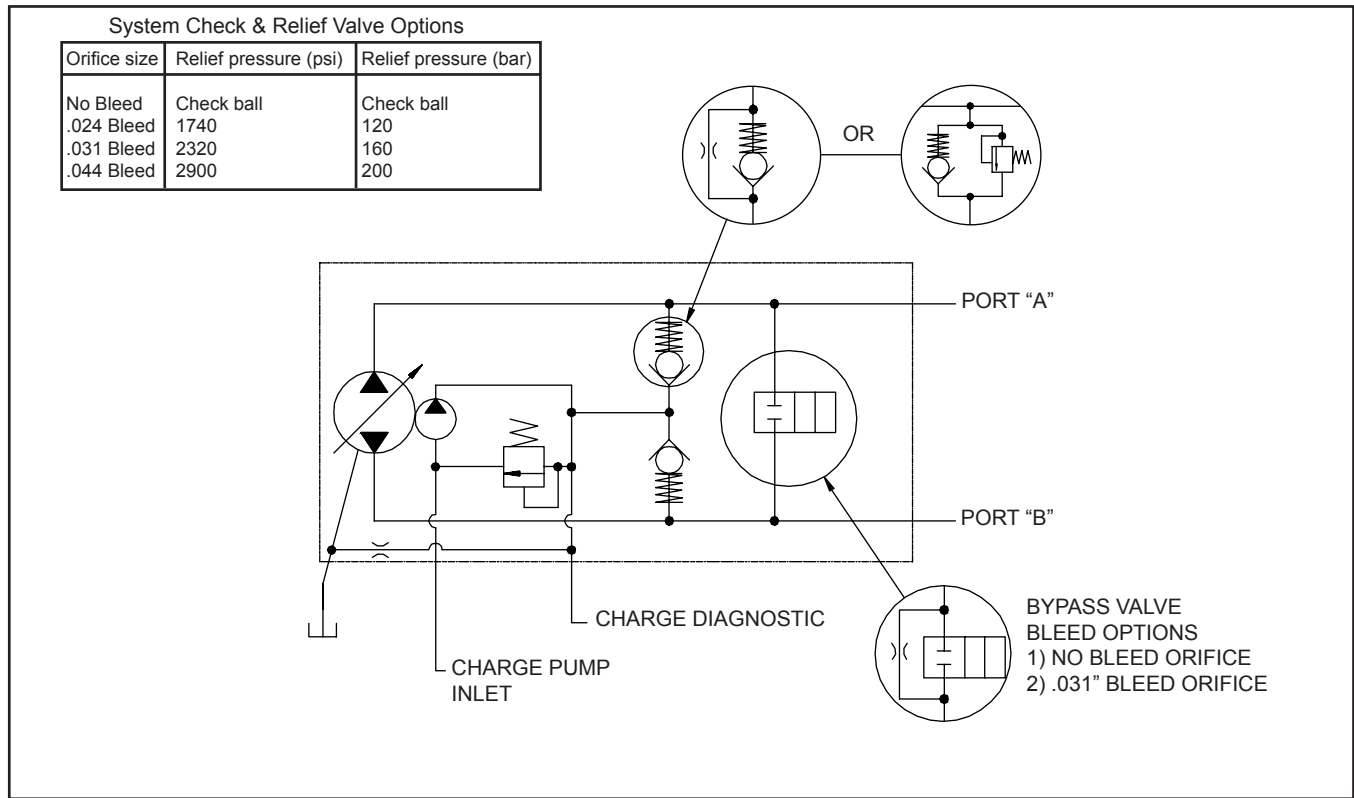 System Check & Relief Valve Options
Orifice size Relief pressure (psi) Relief pressure (bar)
No Bleed Check ball Check ball
.024 Bleed 1740 120
.031 Bleed 2320 160
.044 Bleed 2900 200
OR
PORT “A”
PORT “B”
CHARGE DIAGNOSTIC
CHARGE PUMP
INLET
BYPASS VALVE
BLEED OPTIONS
1) NO BLEED ORIFICE
2) .031” BLEED ORIFICE